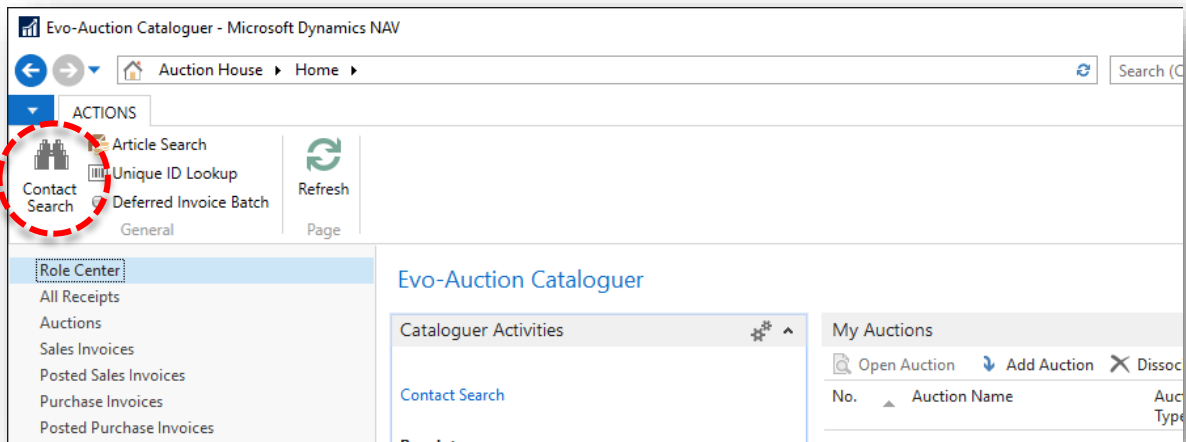 Evo-Auction Cataloguer - Microsoft Dynamics NAV
Auction House Home
Search (C
ACTIONS
Contact Search
Article Search
Unique ID Lookup
Deferred Invoice Batch
General
Refresh
Page
Role Center
All Receipts
Auctions
Sales Invoices
Posted Sales Invoices
Purchase Invoices
Posted Purchase Invoices
Evo-Auction Cataloguer
Cataloguer Activities
Contact Search
My Auctions
Open Auction Add Auction Dissoc
No. Auction Name Auct
Type